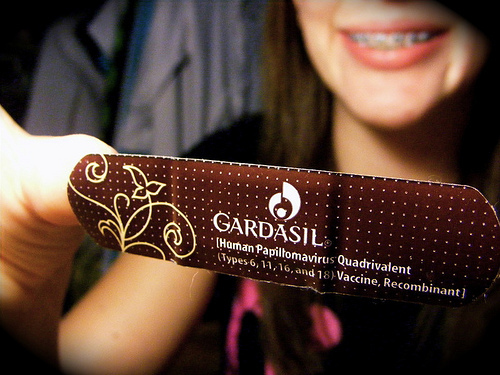 GARDASIL®
[Human Papillomavirus Quadrivalent
(Types 6, 11, 16, and 18) Vaccine, Recombinant]